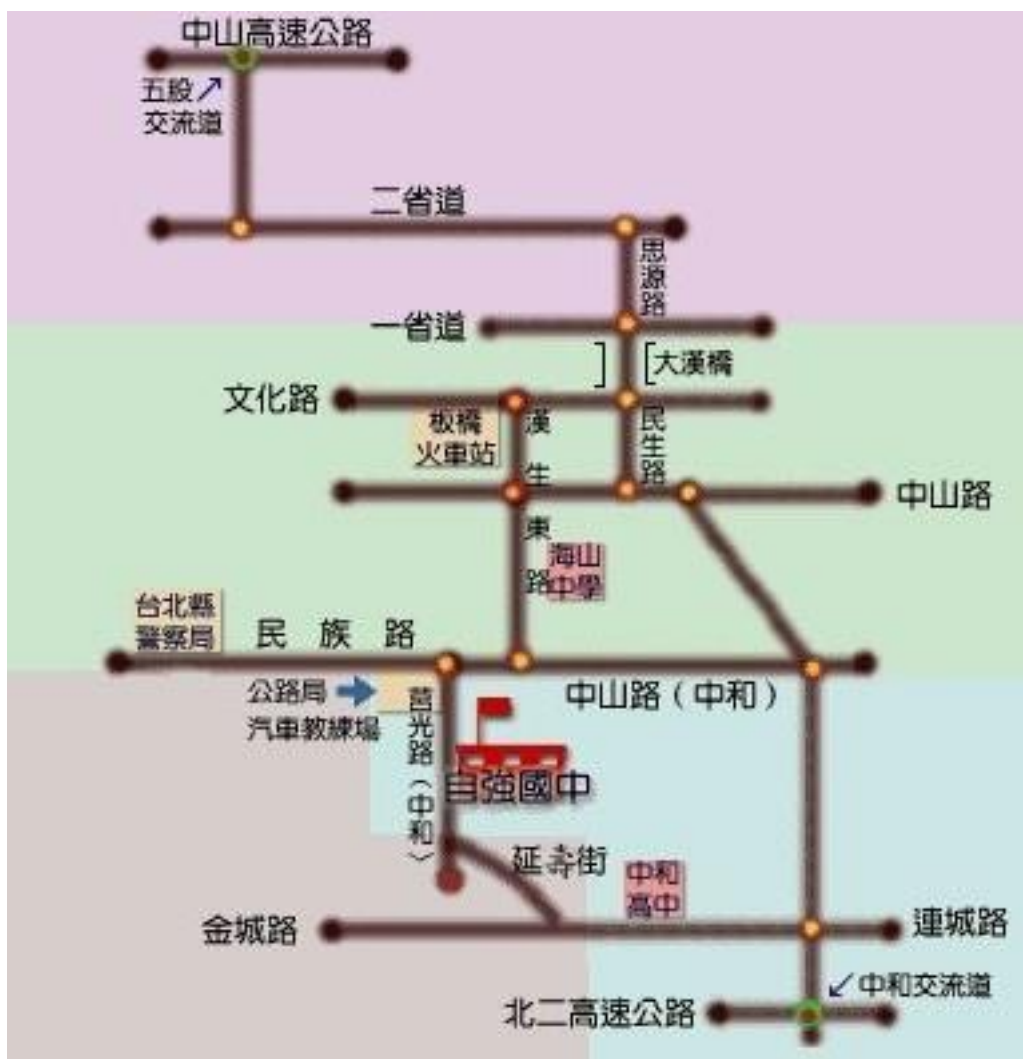 中山高速公路
五股↗
交流道
二省道
思源路
一省道
大漢橋
文化路
板橋
火車站
漢生東路
民生路
中山路
海山
中學
台北縣
警察局
民族路
公路局
汽車教練場
莒光路（中和）
中山路（中和）
自強國中
延壽街
中和
高中
金城路
連城路
↙中和交流道
北二高速公路